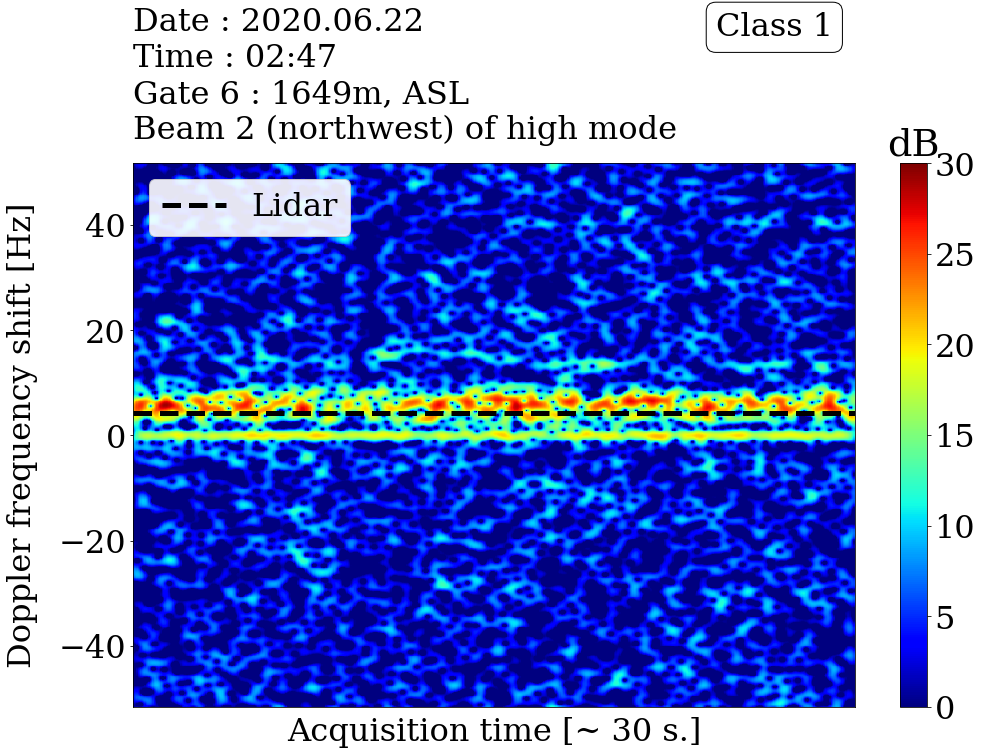 Date : 2020.06.22
Time : 02:47
Gate 6 : 1649m, ASL
Beam 2 (northwest) of high mode
Class 1
dB
Lidar
Doppler frequency shift [Hz]
40
20
0
−20
−40
Acquisition time [~ 30 s.]
30
25
20
15
10
5
0